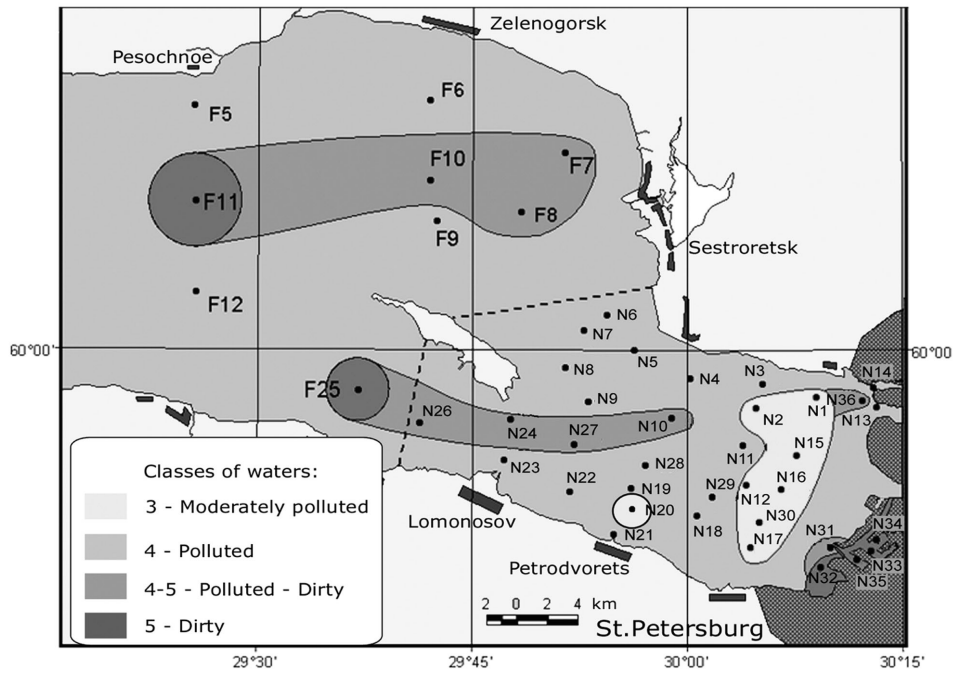 Zelenogorsk
Pesochnoe
F6
F5
F10
F7
F11
F8
F9
Sestroretsk
F12
N6
N7
60°00'
N5
60°00
N8
N3
N14
N4
F25
N9
N1
N36
N26
N10
N2
N13
N24
N27
N11
N15
Classes of waters:
N23
N28
N22
N29
N16
3 - Moderately polluted
N19
N12
N20
Lomonosov
N18
N30
N34
4 - Polluted
N21
N17
N31
N33
Petrodvorets
N32
N35
4-5 - Polluted - Dirty
2 0 4 km
5 - Dirty
St.Petersburg
29°30' 29°45' 30°00' 30°15'